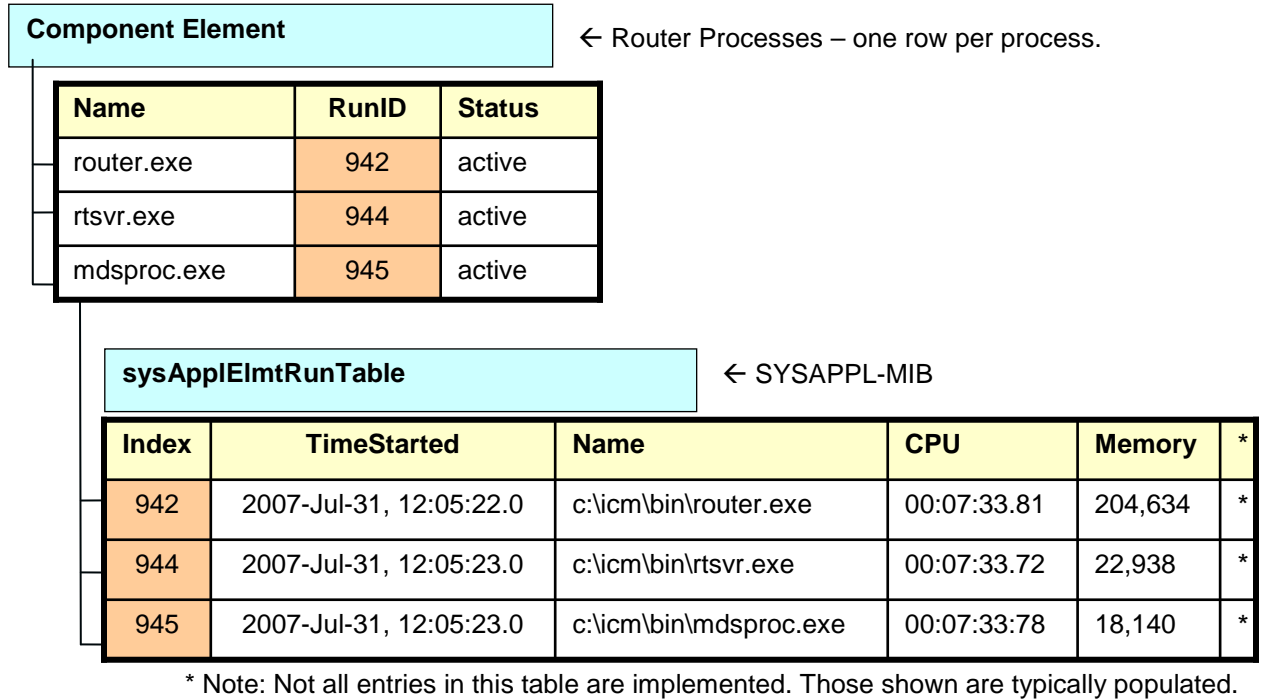 Component Element
← Router Processes – one row per process.
Name RunID Status
router.exe 942 active
rtsvr.exe 944 active
mdsproc.exe 945 active
sysApplElmtRunTable
← SYSAPPL-MIB
Index TimeStarted Name CPU Memory *
942 2007-Jul-31, 12:05:22.0 c:\icm\bin\router.exe 00:07:33.81 204,634 *
944 2007-Jul-31, 12:05:23.0 c:\icm\bin\rtsvr.exe 00:07:33.72 22,938 *
945 2007-Jul-31, 12:05:23.0 c:\icm\bin\mdsproc.exe 00:07:33:78 18,140 *
* Note: Not all entries in this table are implemented. Those shown are typically populated.